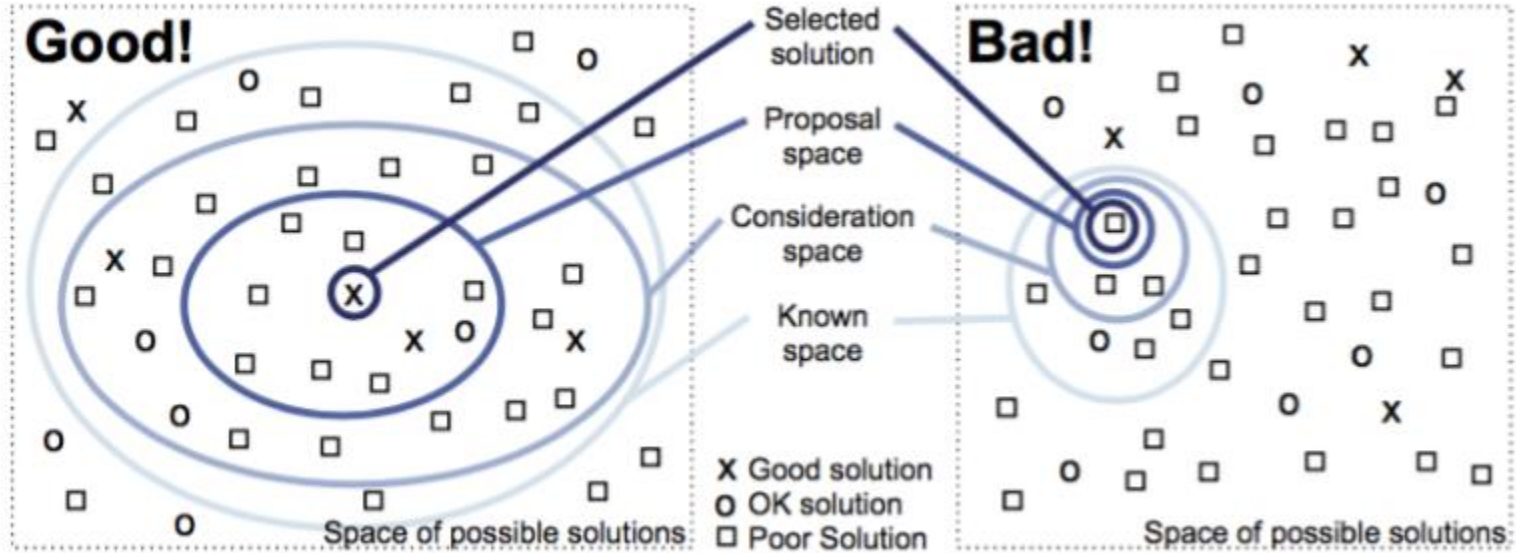 Good!
Selected
solution
Proposal
space
Consideration
space
Known
space
X Good solution
O OK solution
□ Poor Solution
Space of possible solutions
Bad!
Space of possible solutions